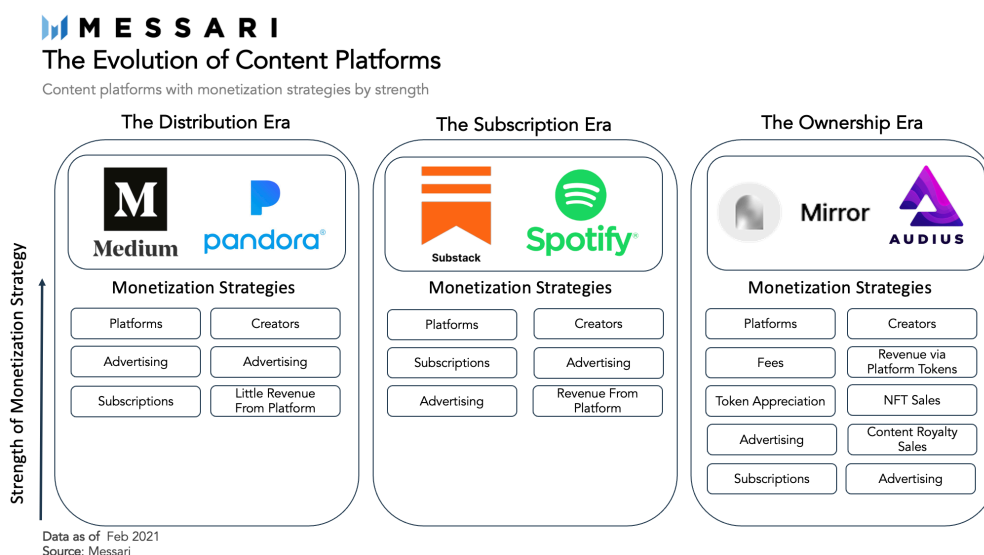 MESSARI
The Evolution of Content Platforms
Content platforms with monetization strategies by strength
The Distribution Era
The Subscription Era
The Ownership Era
M
Medium
pandora®
Substack
Spotify®
Mirror
AUDIUS
Strength of Monetization Strategy
Monetization Strategies
Platforms
Creators
Advertising
Advertising
Subscriptions
Little Revenue
From Platform
Monetization Strategies
Platforms
Creators
Subscriptions
Advertising
Advertising
Revenue From
Platform
Monetization Strategies
Platforms
Creators
Fees
Revenue via
Platform Tokens
Token Appreciation
NFT Sales
Advertising
Content Royalty
Sales
Subscriptions
Advertising
Data as of Feb 2021
Source: Messari